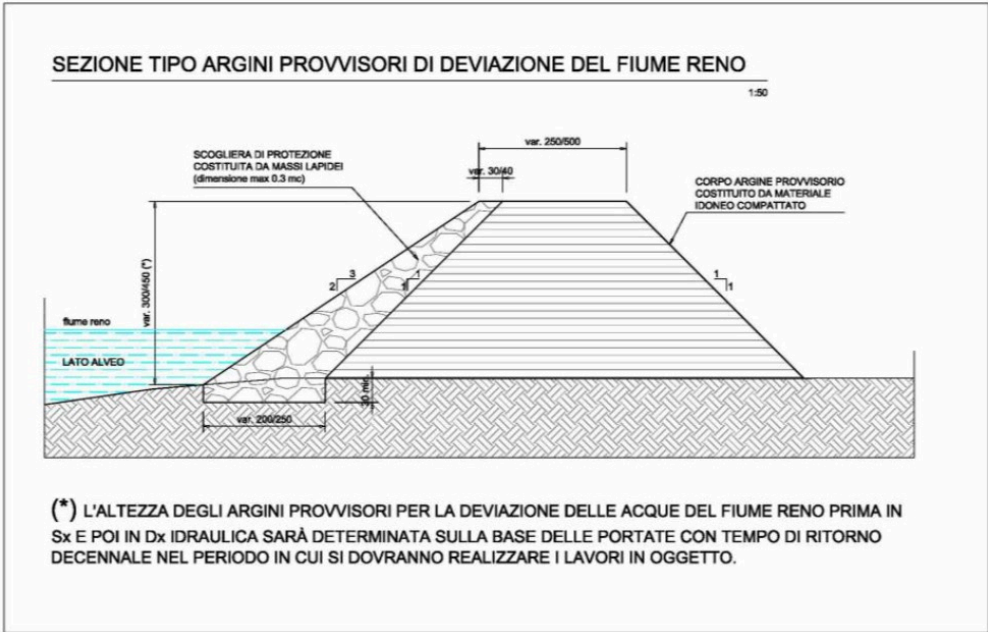 SEZIONE TIPO ARGINI PROVVISORI DI DEVIAZIONE DEL FIUME RENO
1:50
var. 250/500
SCOGLIERA DI PROTEZIONE
COSTITUITA DA MASSI LAPIDEI
(dimensione max 0.3 mc)
var. 30/40
CORPO ARGINE PROVVISORIO
COSTITUITO DA MATERIALE
IDONEO COMPATTATO
var. 300/450 (*)
3
2
1
1
1
1
fiume reno
LATO ALVEO
30 min.
var. 200/250
(*) L'ALTEZZA DEGLI ARGINI PROVVISORI PER LA DEVIAZIONE DELLE ACQUE DEL FIUME RENO PRIMA IN
Sx E POI IN Dx IDRAULICA SARÀ DETERMINATA SULLA BASE DELLE PORTATE CON TEMPO DI RITORNO
DECENNALE NEL PERIODO IN CUI SI DOVRANNO REALIZZARE I LAVORI IN OGGETTO.